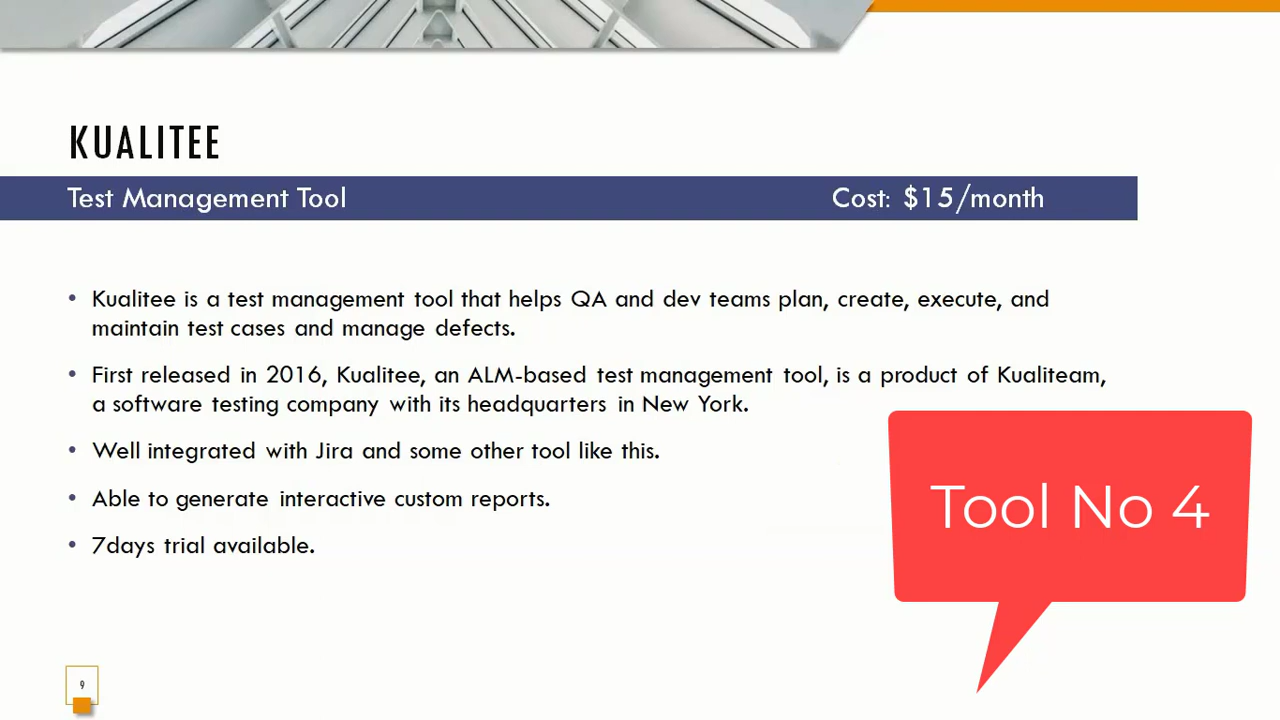 KUALITEE
Test Management Tool Cost: $15/month
• Kualitee is a test management tool that helps QA and dev teams plan, create, execute, and
maintain test cases and manage defects.
• First released in 2016, Kualitee, an ALM-based test management tool, is a product of Kualiteam,
a software testing company with its headquarters in New York.
• Well integrated with Jira and some other tool like this.
• Able to generate interactive custom reports.
• 7days trial available.
Tool No 4
9